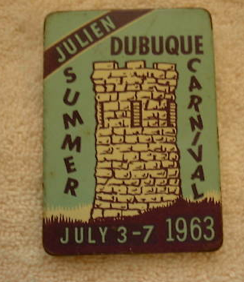 JULIEN
DUBUQUE
SUMMER
CARNIVAL
JULY 3-7 1963